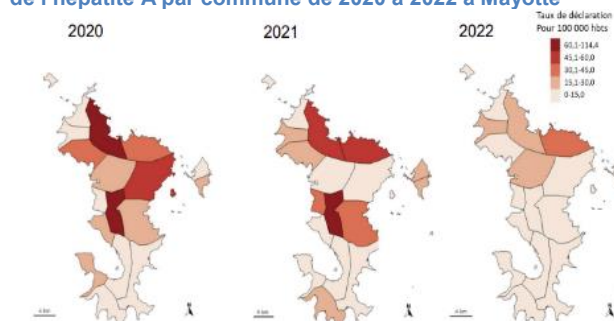 de l'hépatite A par commune de 2020 à 2022 à Mayotte
2020
2021
2022
Taux de déclaration
Pour 100 000 hbts
60,1-114,4
45,1-60,0
30,1-45,0
15,1-30,0
0-15,0